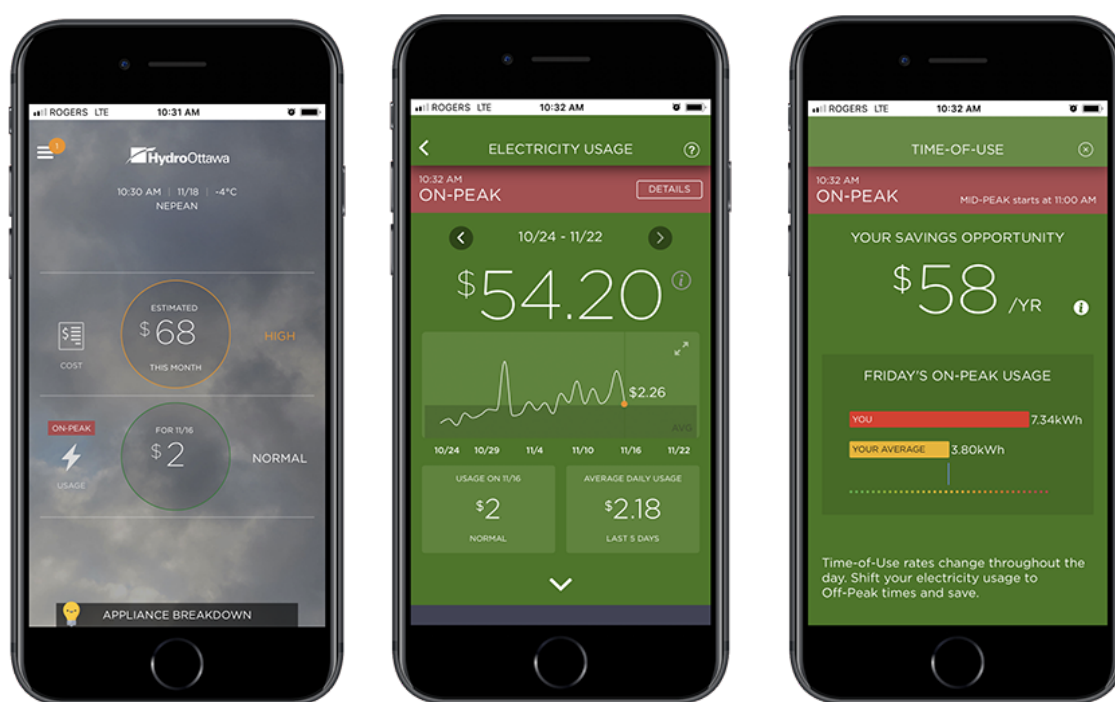 ROGERS LTE 10:31 AM
1
HydroOttawa
10:30 AM | 11/18 | -4°C
NEPEAN
ESTIMATED
$68
THIS MONTH
COST
HIGH
ON-PEAK
USAGE
FOR 11/16
$2
NORMAL
APPLIANCE BREAKDOWN
ROGERS LTE 10:32 AM
ELECTRICITY USAGE ?
10:32 AM
ON-PEAK
DETAILS
10/24 - 11/22
$54.20 i
$2.26
AVG
10/24 10/29 11/4 11/10 11/16 11/22
USAGE ON 11/16
$2
NORMAL
AVERAGE DAILY USAGE
$2.18
LAST 5 DAYS
ROGERS LTE 10:32 AM
TIME-OF-USE
10:32 AM
ON-PEAK MID-PEAK starts at 11:00 AM
YOUR SAVINGS OPPORTUNITY
$58 /YR i
FRIDAY'S ON-PEAK USAGE
YOU 7.34kWh
YOUR AVERAGE 3.80kWh
Time-of-Use rates change throughout the
day. Shift your electricity usage to
Off-Peak times and save.